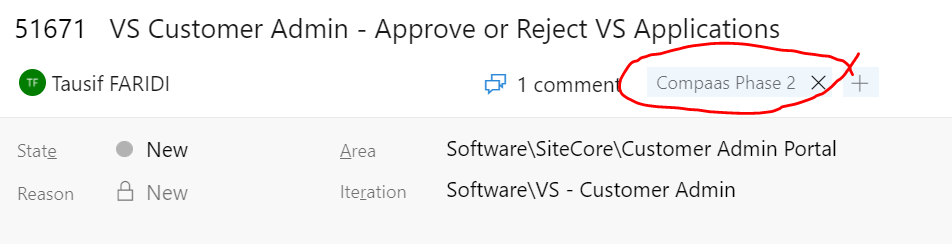 51671 VS Customer Admin - Approve or Reject VS Applications
TF Tausif FARIDI 1 comment Compaas Phase 2
State New Area Software\SiteCore\Customer Admin Portal
Reason New Iteration Software\VS - Customer Admin